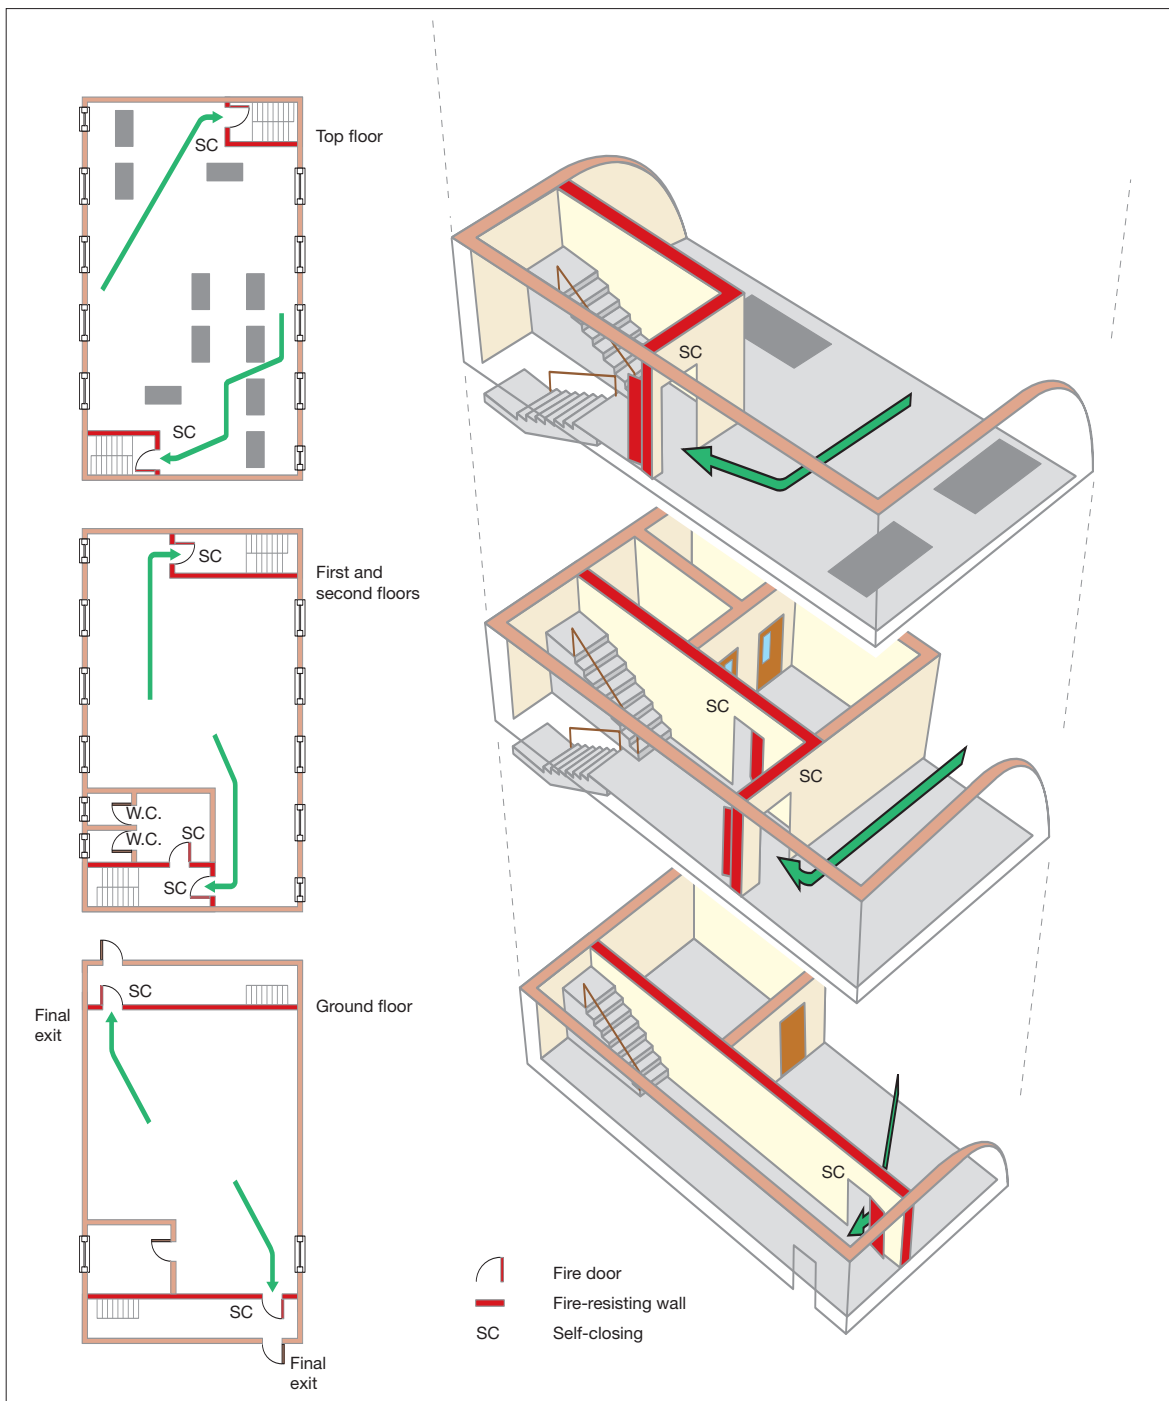 SC
Top floor
SC
SC
First and
second floors
W.C.
W.C.
SC
SC
SC
Final
exit
Ground floor
SC
Final
exit
SC
SC
SC
SC
Fire door
Fire-resisting wall
SC Self-closing